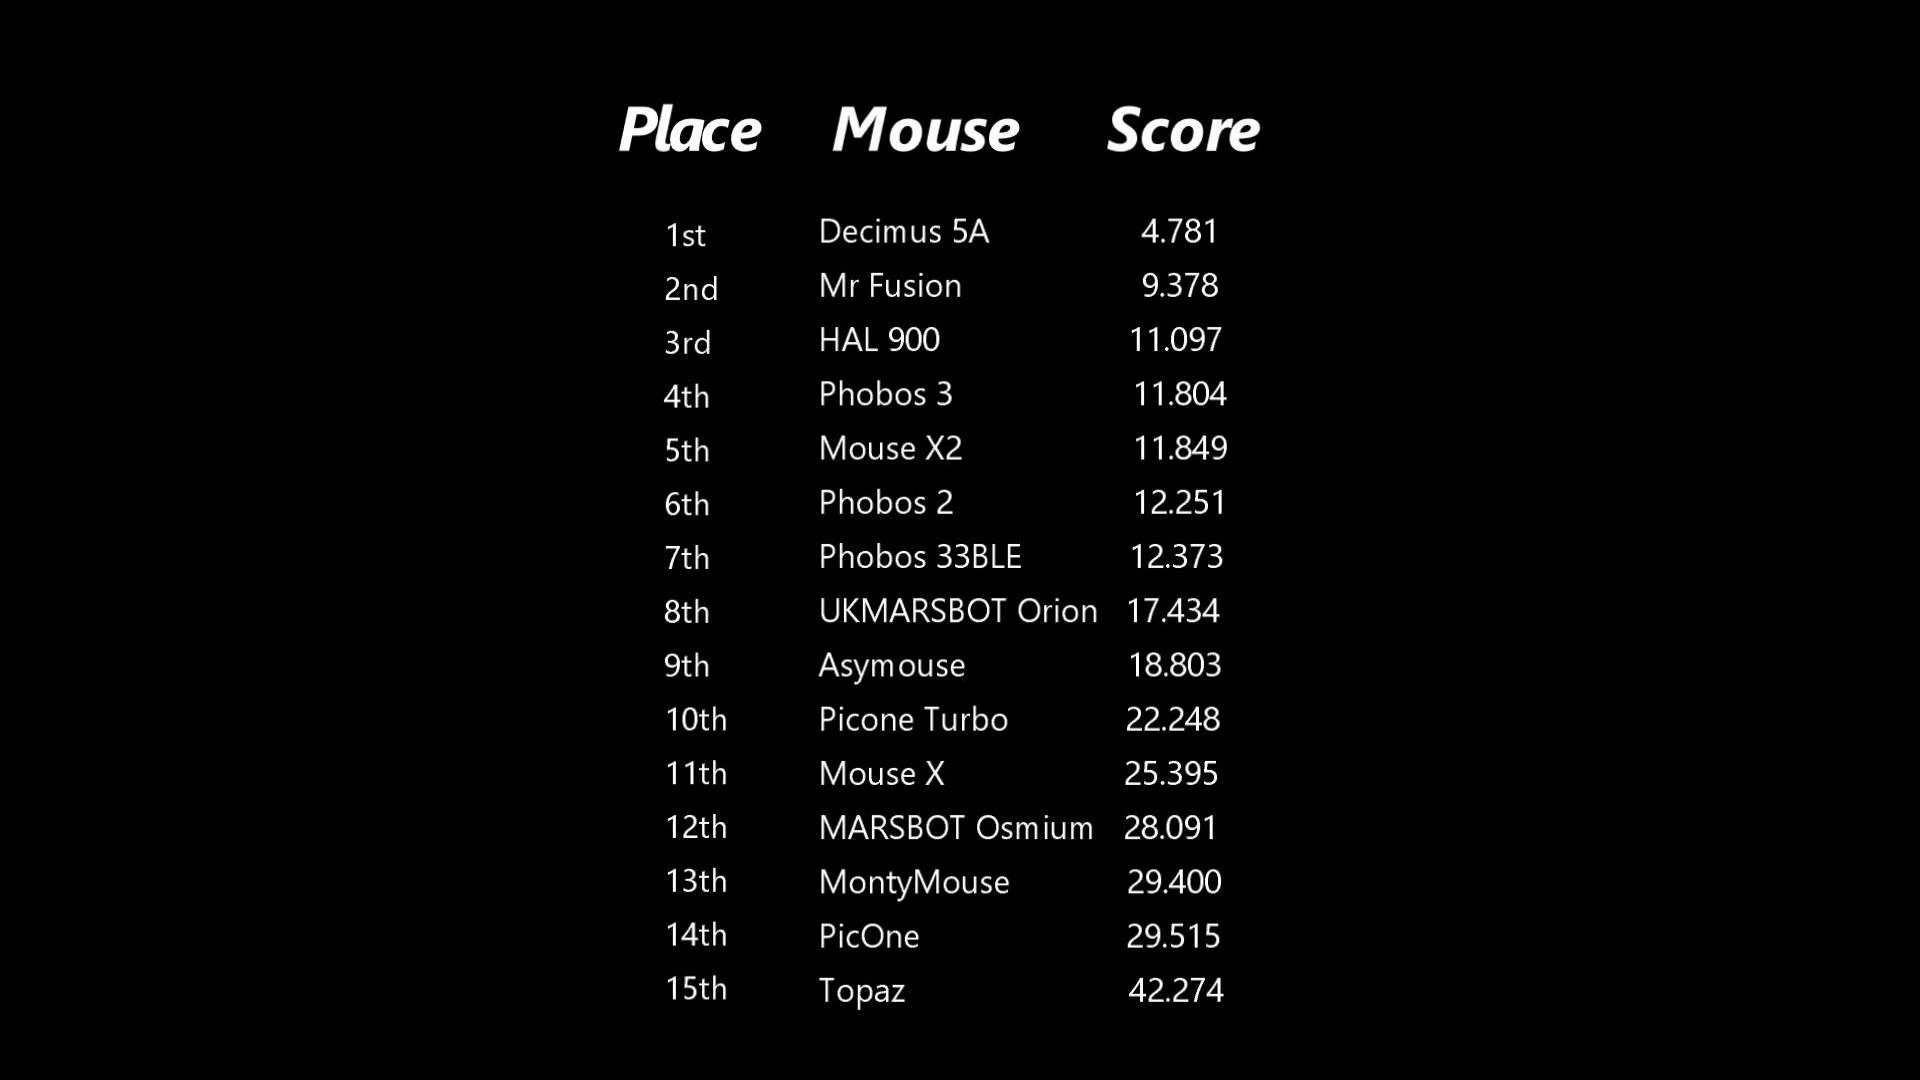 Place Mouse Score
1st Decimus 5A 4.781
2nd Mr Fusion 9.378
3rd HAL 900 11.097
4th Phobos 3 11.804
5th Mouse X2 11.849
6th Phobos 2 12.251
7th Phobos 33BLE 12.373
8th UKMARSBOT Orion 17.434
9th Asymouse 18.803
10th Picone Turbo 22.248
11th Mouse X 25.395
12th MARSBOT Osmium 28.091
13th MontyMouse 29.400
14th PicOne 29.515
15th Topaz 42.274